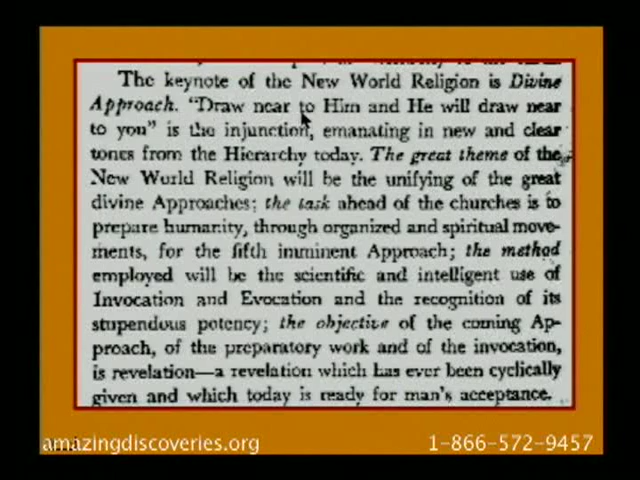 The keynote of the New World Religion is Divine
Approach. "Draw near to Him and He will draw near
to you" is the injunction, emanating in new and clear
tones from the Hierarchy today. The great theme of the
New World Religion will be the unifying of the great
divine Approaches; the task ahead of the churches is to
prepare humanity, through organized and spiritual move-
ments, for the fifth imminent Approach; the method
employed will be the scientific and intelligent use of
Invocation and Evocation and the recognition of its
stupendous potency; the objective of the coming Ap-
proach, of the preparatory work and of the invocation,
is revelation—a revelation which has ever been cyclically
given and which today is ready for man's acceptance.
amazingdiscoveries.org
1-866-572-9457